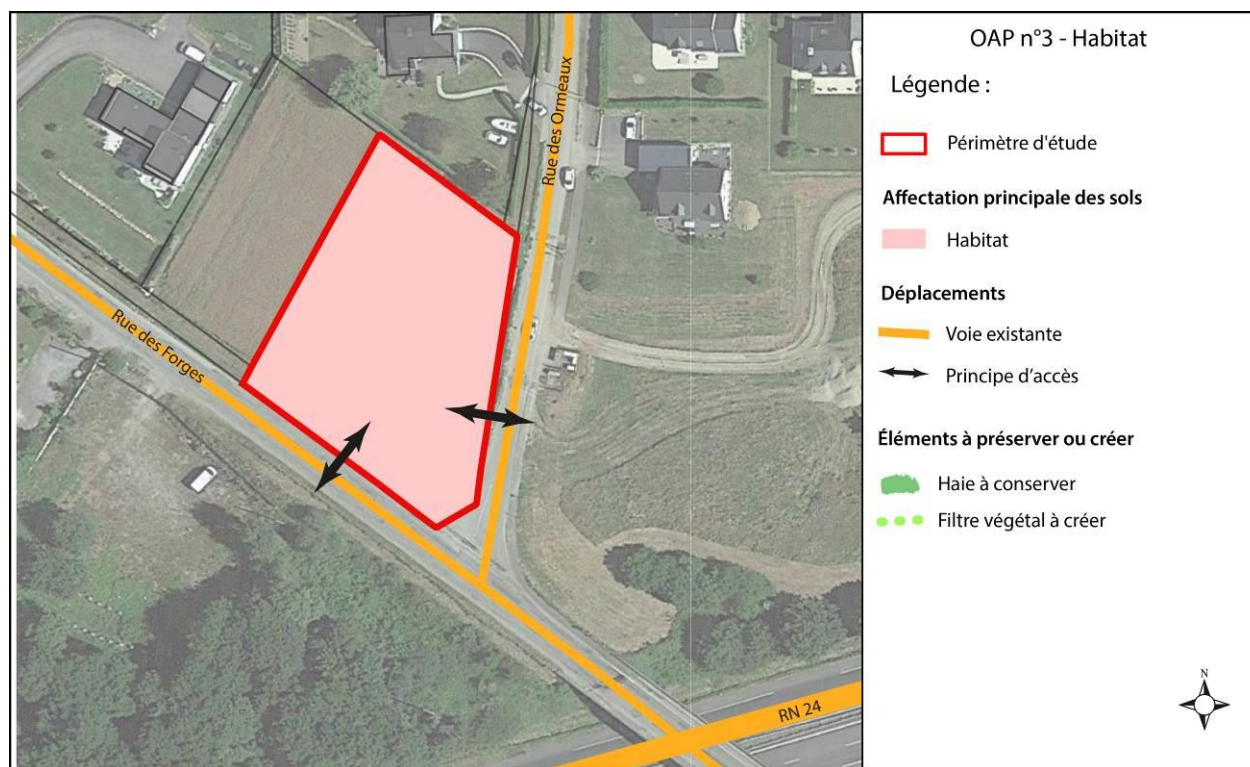 Rue des Ormeaux
Rue des Forges
RN 24
OAP n°3 - Habitat
Légende :
Périmètre d'étude
Affectation principale des sols
Habitat
Déplacements
Voie existante
Principe d'accès
Éléments à préserver ou créer
Haie à conserver
Filtre végétal à créer
N